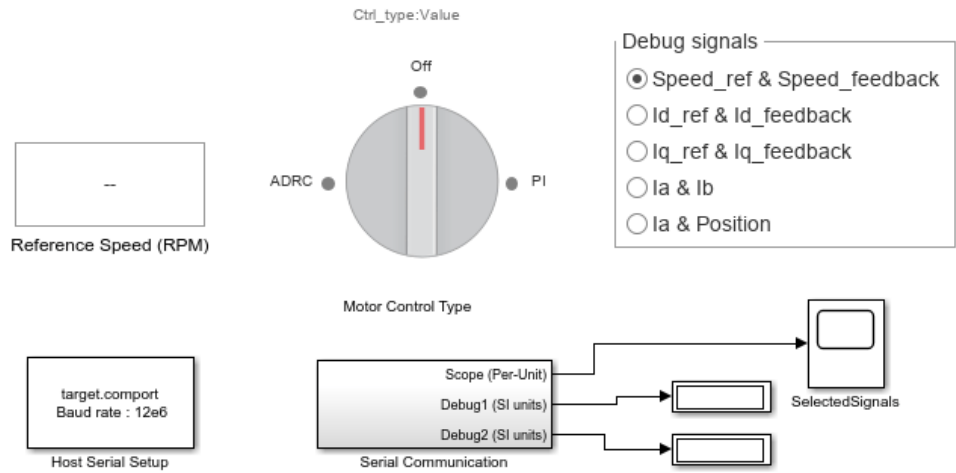 Ctrl_type:Value
Off
ADRC
PI
--
Reference Speed (RPM)
Motor Control Type
Debug signals
Speed_ref & Speed_feedback
Id_ref & Id_feedback
Iq_ref & Iq_feedback
Ia & Ib
Ia & Position
target.comport
Baud rate : 12e6
Host Serial Setup
Scope (Per-Unit)
Debug1 (SI units)
Debug2 (SI units)
Serial Communication
SelectedSignals